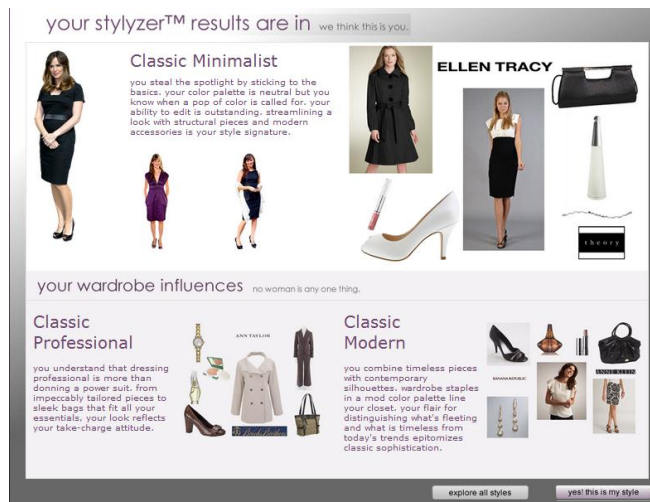 your stylyzer™ results are in we think this is you.
Classic Minimalist
you steal the spotlight by sticking to the
basics. your color palette is neutral but you
know when a pop of color is called for. your
ability to edit is outstanding. streamlining a
look with structural pieces and modern
accessories is your style signature.
ELLEN TRACY
theory
your wardrobe influences no woman is any one thing.
Classic
Professional
you understand that dressing
professional is more than
donning a power suit. from
impeccably tailored pieces to
sleek bags that fit all your
essentials, your look reflects
your take-charge attitude.
ANN TAYLOR
Brooks Brothers
Classic
Modern
you combine timeless pieces
with contemporary
silhouettes. wardrobe staples
in a mod color palette line
your closet. your flair for
distinguishing what's fleeting
and what is timeless from
today's trends epitomizes
classic sophistication.
BANANA REPUBLIC
ANNE KLEIN
explore all styles
yes! this is my style